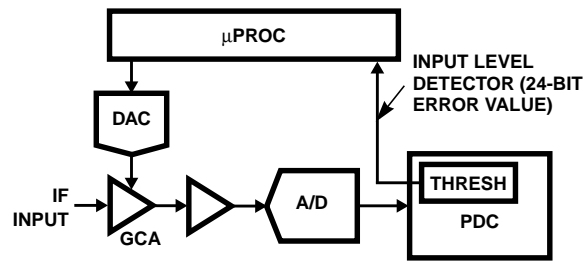 μPROC
INPUT LEVEL
DETECTOR (24-BIT
ERROR VALUE)
DAC
THRESH
IF
INPUT
GCA
A/D
PDC